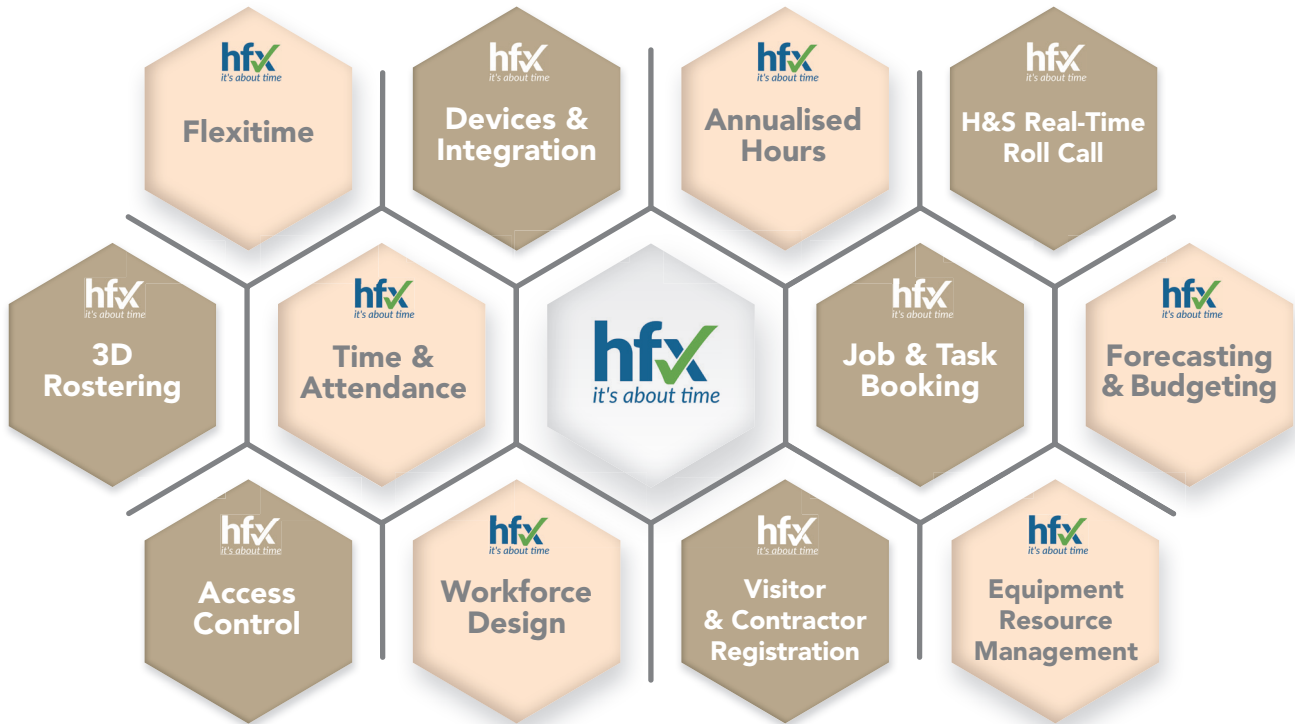 hfx
it's about time
Flexitime
hfx
it's about time
Devices &
Integration
hfx
it's about time
Annualised
Hours
hfx
it's about time
H&S Real-Time
Roll Call
hfx
it's about time
3D
Rostering
hfx
it's about time
Time &
Attendance
hfx
it's about time
hfx
it's about time
Job & Task
Booking
hfx
it's about time
Forecasting
& Budgeting
hfx
it's about time
Access
Control
hfx
it's about time
Workforce
Design
hfx
it's about time
Visitor
& Contractor
Registration
hfx
it's about time
Equipment
Resource
Management